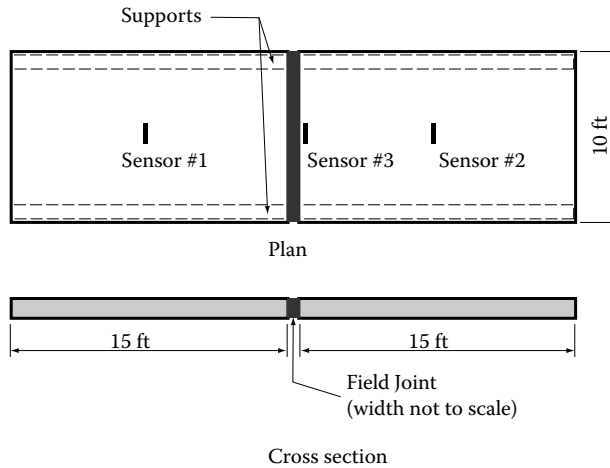 Supports
Sensor #1
Sensor #3
Sensor #2
10 ft
Plan
15 ft
15 ft
Field Joint
(width not to scale)
Cross section